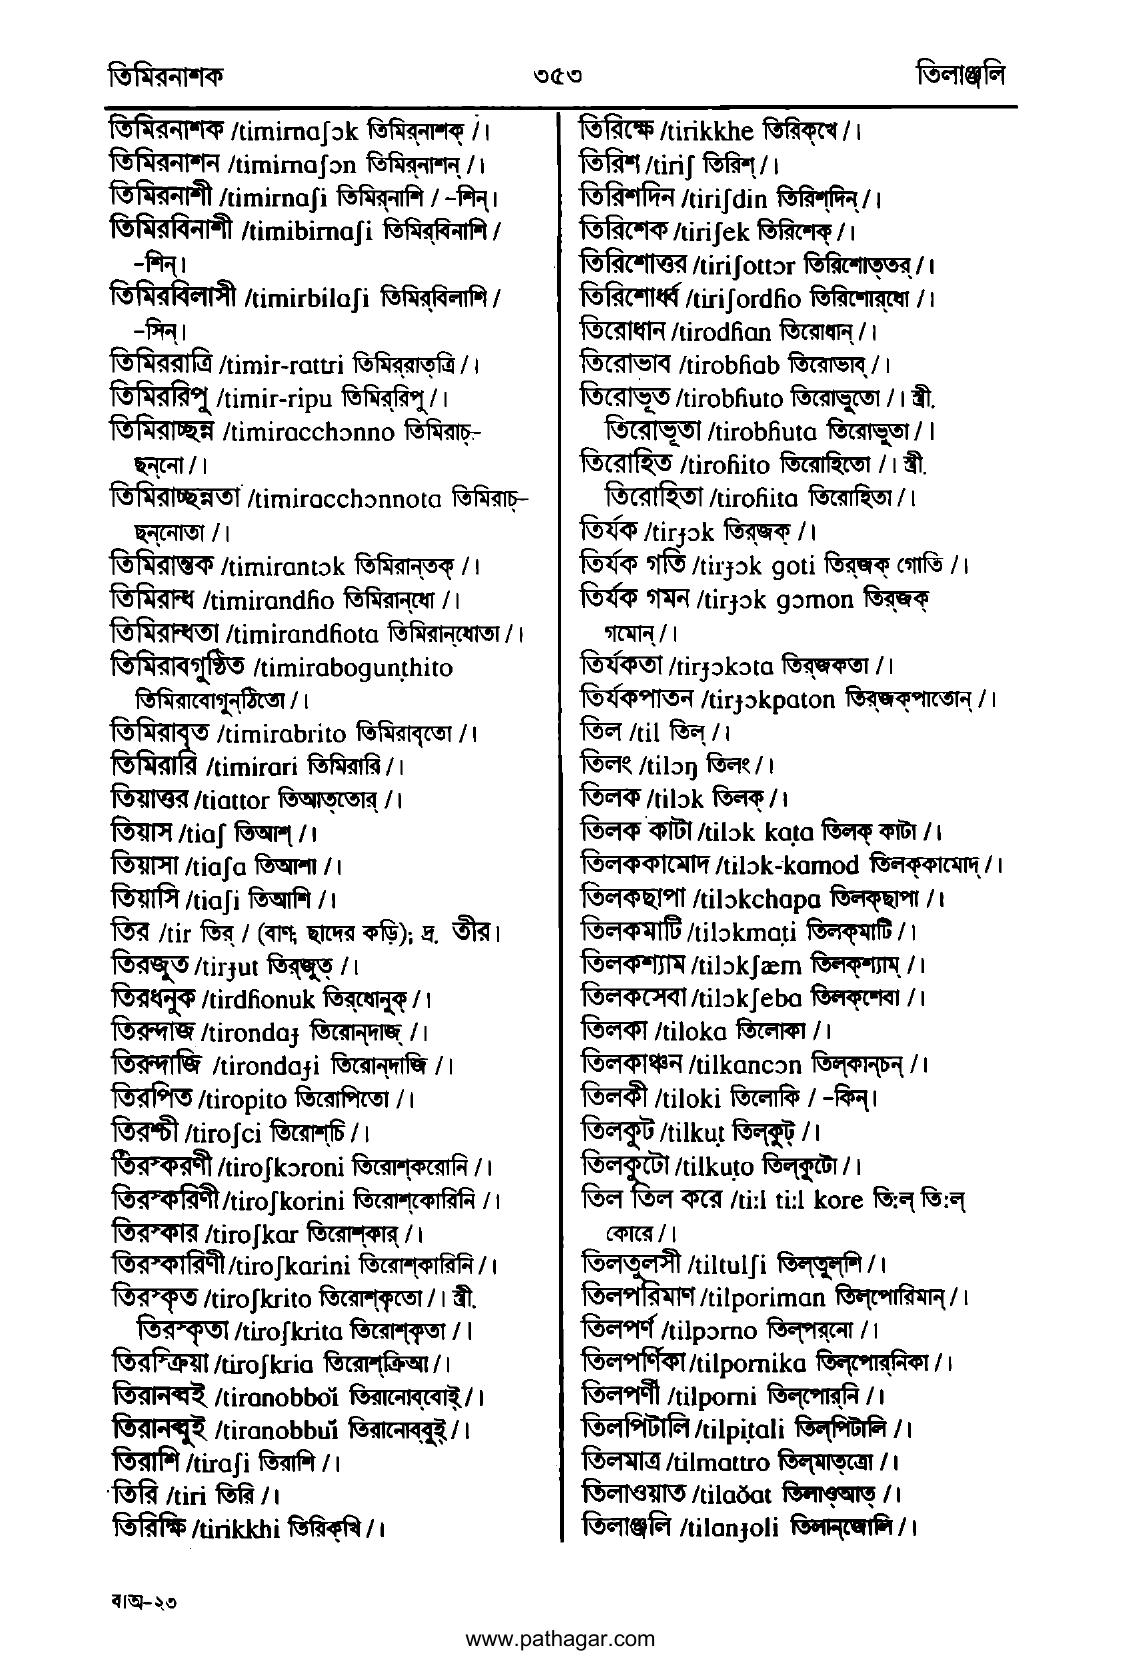 তিমিরনাশক ৩৫৩ তিলাঞ্জলি
তিমিরনাশক /timirnaʃɔk তিমির্‌নাশক্‌ /।
তিমিরনাশন /timirnaʃɔn তিমির্‌নাশন্‌ /।
তিমিরনাশী /timirnaʃi তিমির্‌নাশি / -শিন্‌।
তিমিরবিনাশী /timibirnaʃi তিমির্‌বিনাশি /
-শিন্‌।
তিমিরবিলাসী /timirbilaʃi তিমির্‌বিলাশি /
-সিন্‌।
তিমিররাত্রি /timir-rattri তিমির্‌রাত্‌ত্রি /।
তিমিররিপু /timir-ripu তিমির্‌রিপু /।
তিমিরাচ্ছন্ন /timiracchɔnno তিমিরাচ্‌-
ছন্‌নো /।
তিমিরাচ্ছন্নতা /timiracchɔnnota তিমিরাচ্‌-
ছন্‌নোতা /।
তিমিরান্তক /timirantɔk তিমিরান্‌তক্‌ /।
তিমিরান্ধ /timirandɦo তিমিরান্‌ধো /।
তিমিরান্ধতা /timirandɦota তিমিরান্‌ধোতা /।
তিমিরাবগুণ্ঠিত /timirabogunṭhito
তিমিরাবোগুন্‌ঠিতো /।
তিমিরাবৃত /timirabrito তিমিরাবৃতো /।
তিমিরারি /timirari তিমিরারি /।
তিয়াত্তর /tiattor তিআত্‌তোর্‌ /।
তিয়াস /tiaʃ তিআশ্‌ /।
তিয়াসা /tiaʃa তিআশা /।
তিয়াসি /tiaʃi তিআশি /।
তির /tir তির্‌ / (বাণ; ছাদের কড়ি); দ্র. তীর।
তিরজুত /tirɟut তির্‌জুত্‌ /।
তিরধনুক /tirdɦonuk তির্‌ধোনুক্‌ /।
তিরন্দাজ /tirondaɟ তিরোন্‌দাজ্‌ /।
তিরন্দাজি /tirondaɟi তিরোন্‌দাজি /।
তিরপিত /tiropito তিরোপিতো /।
তিরশ্চী /tiroʃci তিরোশ্‌চি /।
তিরস্করণী /tiroʃkɔroni তিরোশ্‌করোনি /।
তিরস্করিণী /tiroʃkorini তিরোশ্‌কোরিনি /।
তিরস্কার /tiroʃkar তিরোশ্‌কার্‌ /।
তিরস্কারিণী /tiroʃkarini তিরোশ্‌কারিনি /।
তিরস্কৃত /tiroʃkrito তিরোশ্‌কৃতো /। স্ত্রী.
তিরস্কৃতা /tiroʃkrita তিরোশ্‌কৃতা /।
তিরস্ক্রিয়া /tiroʃkria তিরোশ্‌ক্রিআ /।
তিরানব্বই /tiranobboĭ তিরানোব্‌বোই্‌ /।
তিরানব্বুই /tiranobbuĭ তিরানোব্‌বুই্‌ /।
তিরাশি /tiraʃi তিরাশি /।
তিরি /tiri তিরি /।
তিরিক্ষি /tirikkhi তিরিক্‌খি /।
তিরিক্ষে /tirikkhe তিরিক্‌খে /।
তিরিশ /tiriʃ তিরিশ্‌ /।
তিরিশদিন /tiriʃdin তিরিশ্‌দিন্‌ /।
তিরিশেক /tiriʃek তিরিশেক্‌ /।
তিরিশোত্তর /tiriʃottɔr তিরিশোত্‌তর্‌ /।
তিরিশোর্ধ্ব /tiriʃordɦo তিরিশোর্‌ধো /।
তিরোধান /tirodɦan তিরোধান্‌ /।
তিরোভাব /tirobɦab তিরোভাব্‌ /।
তিরোভূত /tirobɦuto তিরোভুতো /। স্ত্রী.
তিরোভূতা /tirobɦuta তিরোভুতা /।
তিরোহিত /tiroɦito তিরোহিতো /। স্ত্রী.
তিরোহিতা /tiroɦita তিরোহিতা /।
তির্যক /tirɟɔk তির্‌জক্‌ /।
তির্যক গতি /tirɟɔk goti তির্‌জক্‌ গোতি /।
তির্যক গমন /tirɟɔk gɔmon তির্‌জক্‌
গমোন্‌ /।
তির্যকতা /tirɟɔkɔta তির্‌জকতা /।
তির্যকপাতন /tirɟɔkpaton তির্‌জক্‌পাতোন্‌ /।
তিল /til তিল্‌ /।
তিলং /tilɔŋ তিলং /।
তিলক /tilɔk তিলক্‌ /।
তিলক কাটা /tilɔk kaṭa তিলক্‌ কাটা /।
তিলককামোদ /tilɔk-kamod তিলক্‌কামোদ্‌ /।
তিলকছাপা /tilɔkchapa তিলক্‌ছাপা /।
তিলকমাটি /tilɔkmaṭi তিলক্‌মাটি /।
তিলকশ্যাম /tilɔkʃæm তিলক্‌শ্যাম্‌ /।
তিলকসেবা /tilɔkʃeba তিলক্‌শেবা /।
তিলকা /tiloka তিলোকা /।
তিলকাঞ্চন /tilkancɔn তিল্‌কান্‌চন্‌ /।
তিলকী /tiloki তিলোকি / -কিন্‌।
তিলকুট /tilkuṭ তিল্‌কুট্‌ /।
তিলকুটো /tilkuṭo তিল্‌কুটো /।
তিল তিল করে /ti:l ti:l kore তি:ল্‌ তি:ল্‌
কোরে /।
তিলতুলসী /tiltulʃi তিল্‌তুল্‌শি /।
তিলপরিমাণ /tilporiman তিল্‌পোরিমান্‌ /।
তিলপর্ণ /tilpɔrno তিল্‌পর্‌নো /।
তিলপর্ণিকা /tilpornika তিল্‌পোর্‌নিকা /।
তিলপর্ণী /tilporni তিল্‌পোর্‌নি /।
তিলপিটালি /tilpiṭali তিল্‌পিটালি /।
তিলমাত্র /tilmattro তিল্‌মাত্‌ত্রো /।
তিলাওয়াত /tilaŏat তিলাও্‌আত্‌ /।
তিলাঞ্জলি /tilanɟoli তিলান্‌জোলি /।
বাঅ-২৩
www.pathagar.com